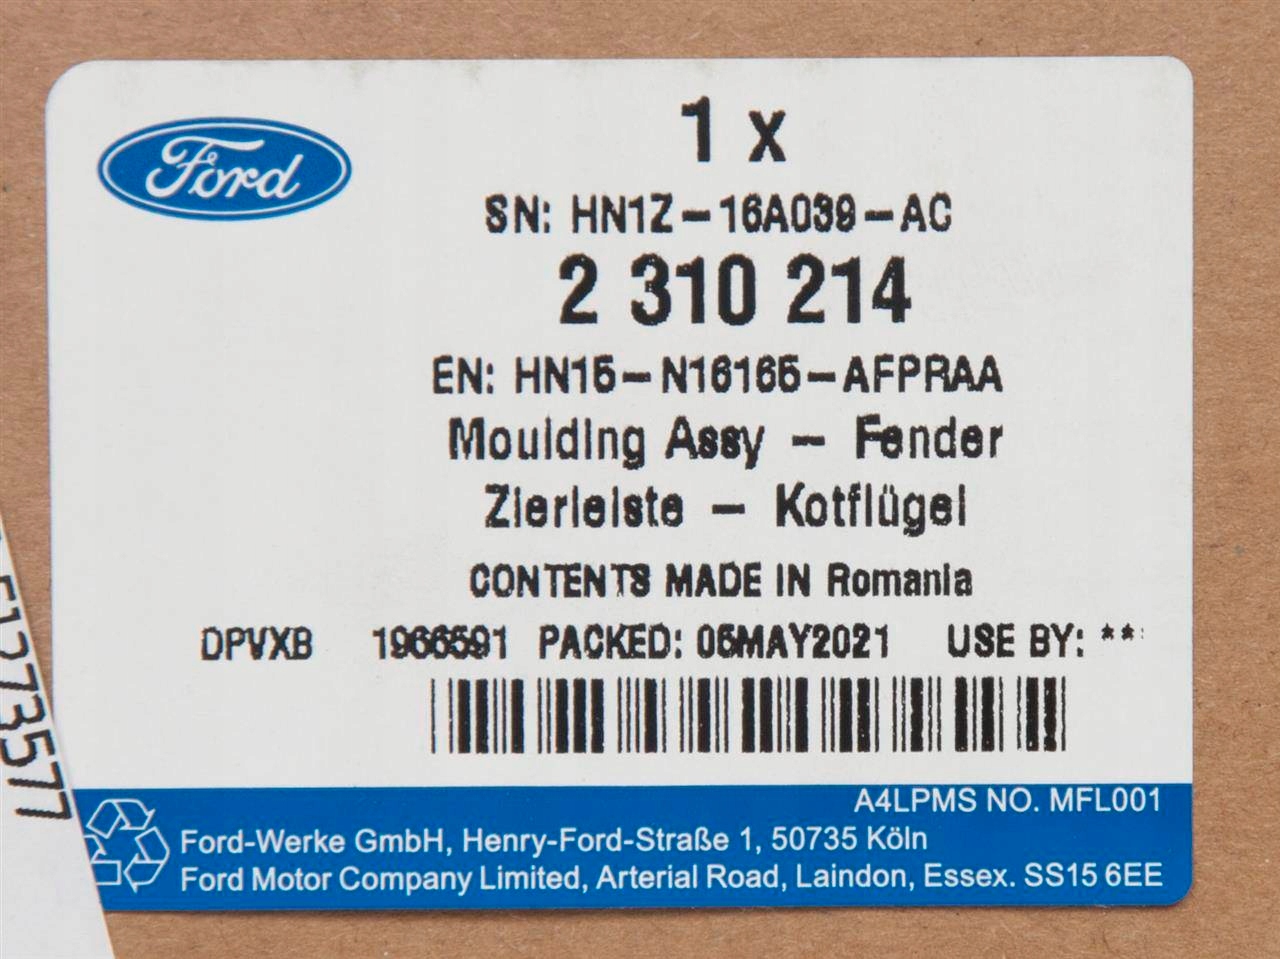 Ford
1 x
SN: HN1Z-16A039-AC
2 310 214
EN: HN15-N16165-AFPRAA
Moulding Assy - Fender
Zierleiste - Kotflügel
CONTENTS MADE IN Romania
DPVXB 1966591 PACKED: 05MAY2021 USE BY: **
A4LPMS NO. MFL001
Ford-Werke GmbH, Henry-Ford-Straße 1, 50735 Köln
Ford Motor Company Limited, Arterial Road, Laindon, Essex. SS15 6EE